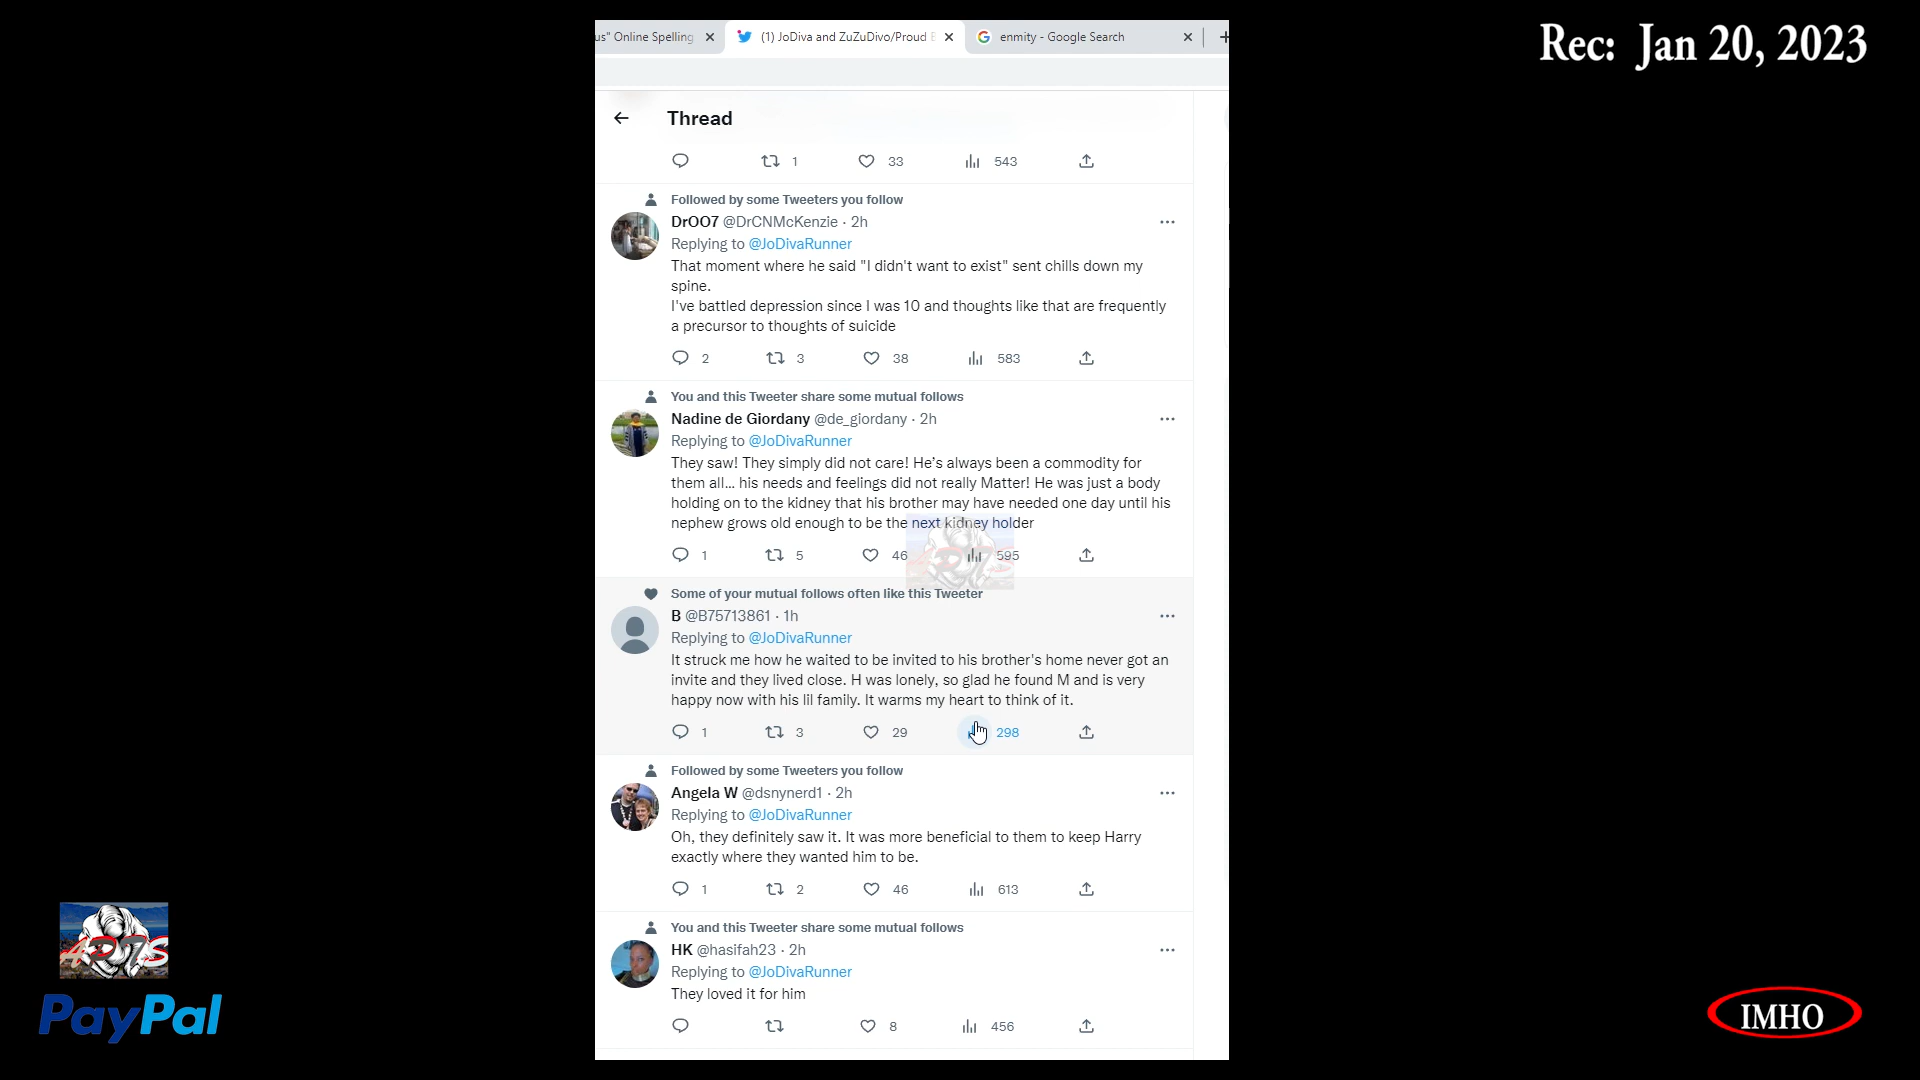 Rec: Jan 20, 2023
us" Online Spelling
(1) JoDiva and ZuZuDivo/Proud
enmity - Google Search
Thread
1 33 543
Followed by some Tweeters you follow
DrOO7 @DrCNMcKenzie · 2h
Replying to @JoDivaRunner
That moment where he said "I didn't want to exist" sent chills down my
spine.
I've battled depression since I was 10 and thoughts like that are frequently
a precursor to thoughts of suicide
2 3 38 583
You and this Tweeter share some mutual follows
Nadine de Giordany @de_giordany · 2h
Replying to @JoDivaRunner
They saw! They simply did not care! He's always been a commodity for
them all... his needs and feelings did not really Matter! He was just a body
holding on to the kidney that his brother may have needed one day until his
nephew grows old enough to be the next kidney holder
1 5 46 595
Some of your mutual follows often like this Tweeter
B @B75713861 · 1h
Replying to @JoDivaRunner
It struck me how he waited to be invited to his brother's home never got an
invite and they lived close. H was lonely, so glad he found M and is very
happy now with his lil family. It warms my heart to think of it.
1 3 29 298
Followed by some Tweeters you follow
Angela W @dsnynerd1 · 2h
Replying to @JoDivaRunner
Oh, they definitely saw it. It was more beneficial to them to keep Harry
exactly where they wanted him to be.
1 2 46 613
You and this Tweeter share some mutual follows
HK @hasifah23 · 2h
Replying to @JoDivaRunner
They loved it for him
8 456
PayPal
IMHO